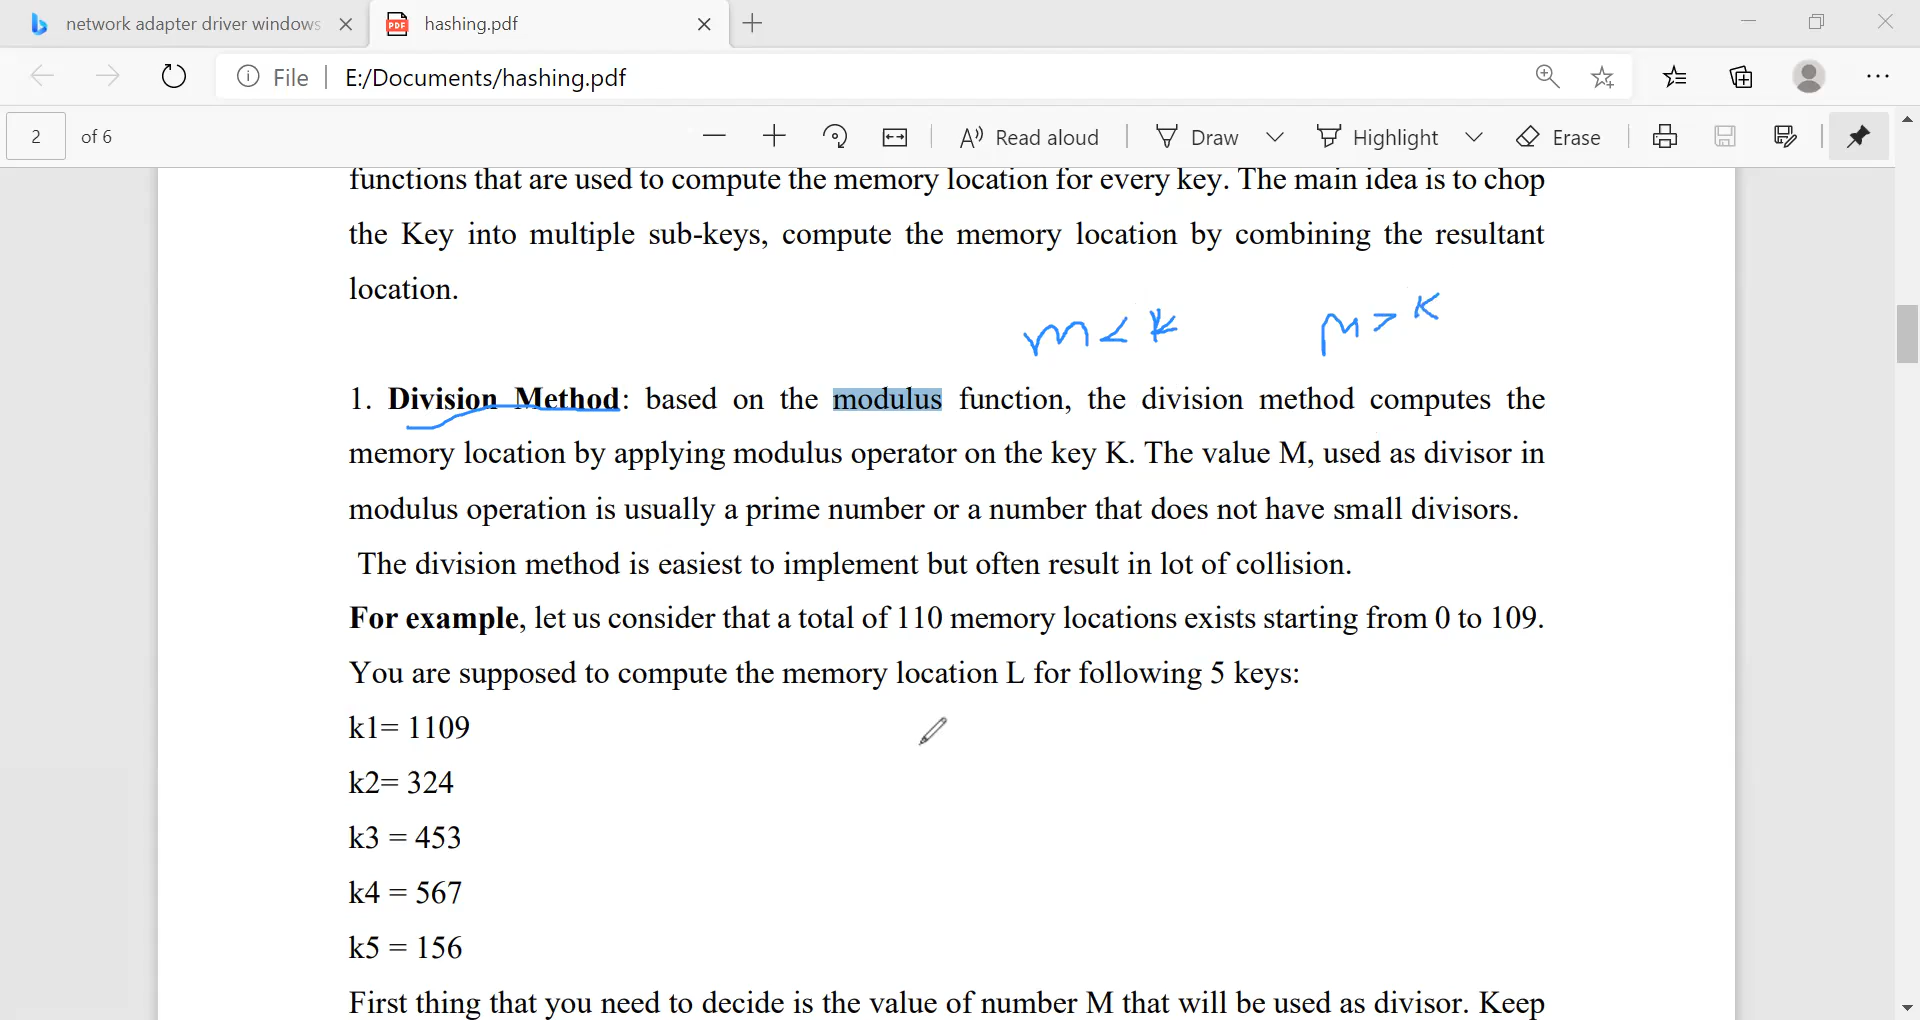 network adapter driver windows
hashing.pdf
File | E:/Documents/hashing.pdf
2 of 6
Read aloud
Draw
Highlight
Erase
functions that are used to compute the memory location for every key. The main idea is to chop
the Key into multiple sub-keys, compute the memory location by combining the resultant
location.
m < k
M > K
1. Division Method: based on the modulus function, the division method computes the
memory location by applying modulus operator on the key K. The value M, used as divisor in
modulus operation is usually a prime number or a number that does not have small divisors.
The division method is easiest to implement but often result in lot of collision.
For example, let us consider that a total of 110 memory locations exists starting from 0 to 109.
You are supposed to compute the memory location L for following 5 keys:
k1= 1109
k2= 324
k3 = 453
k4 = 567
k5 = 156
First thing that you need to decide is the value of number M that will be used as divisor. Keep